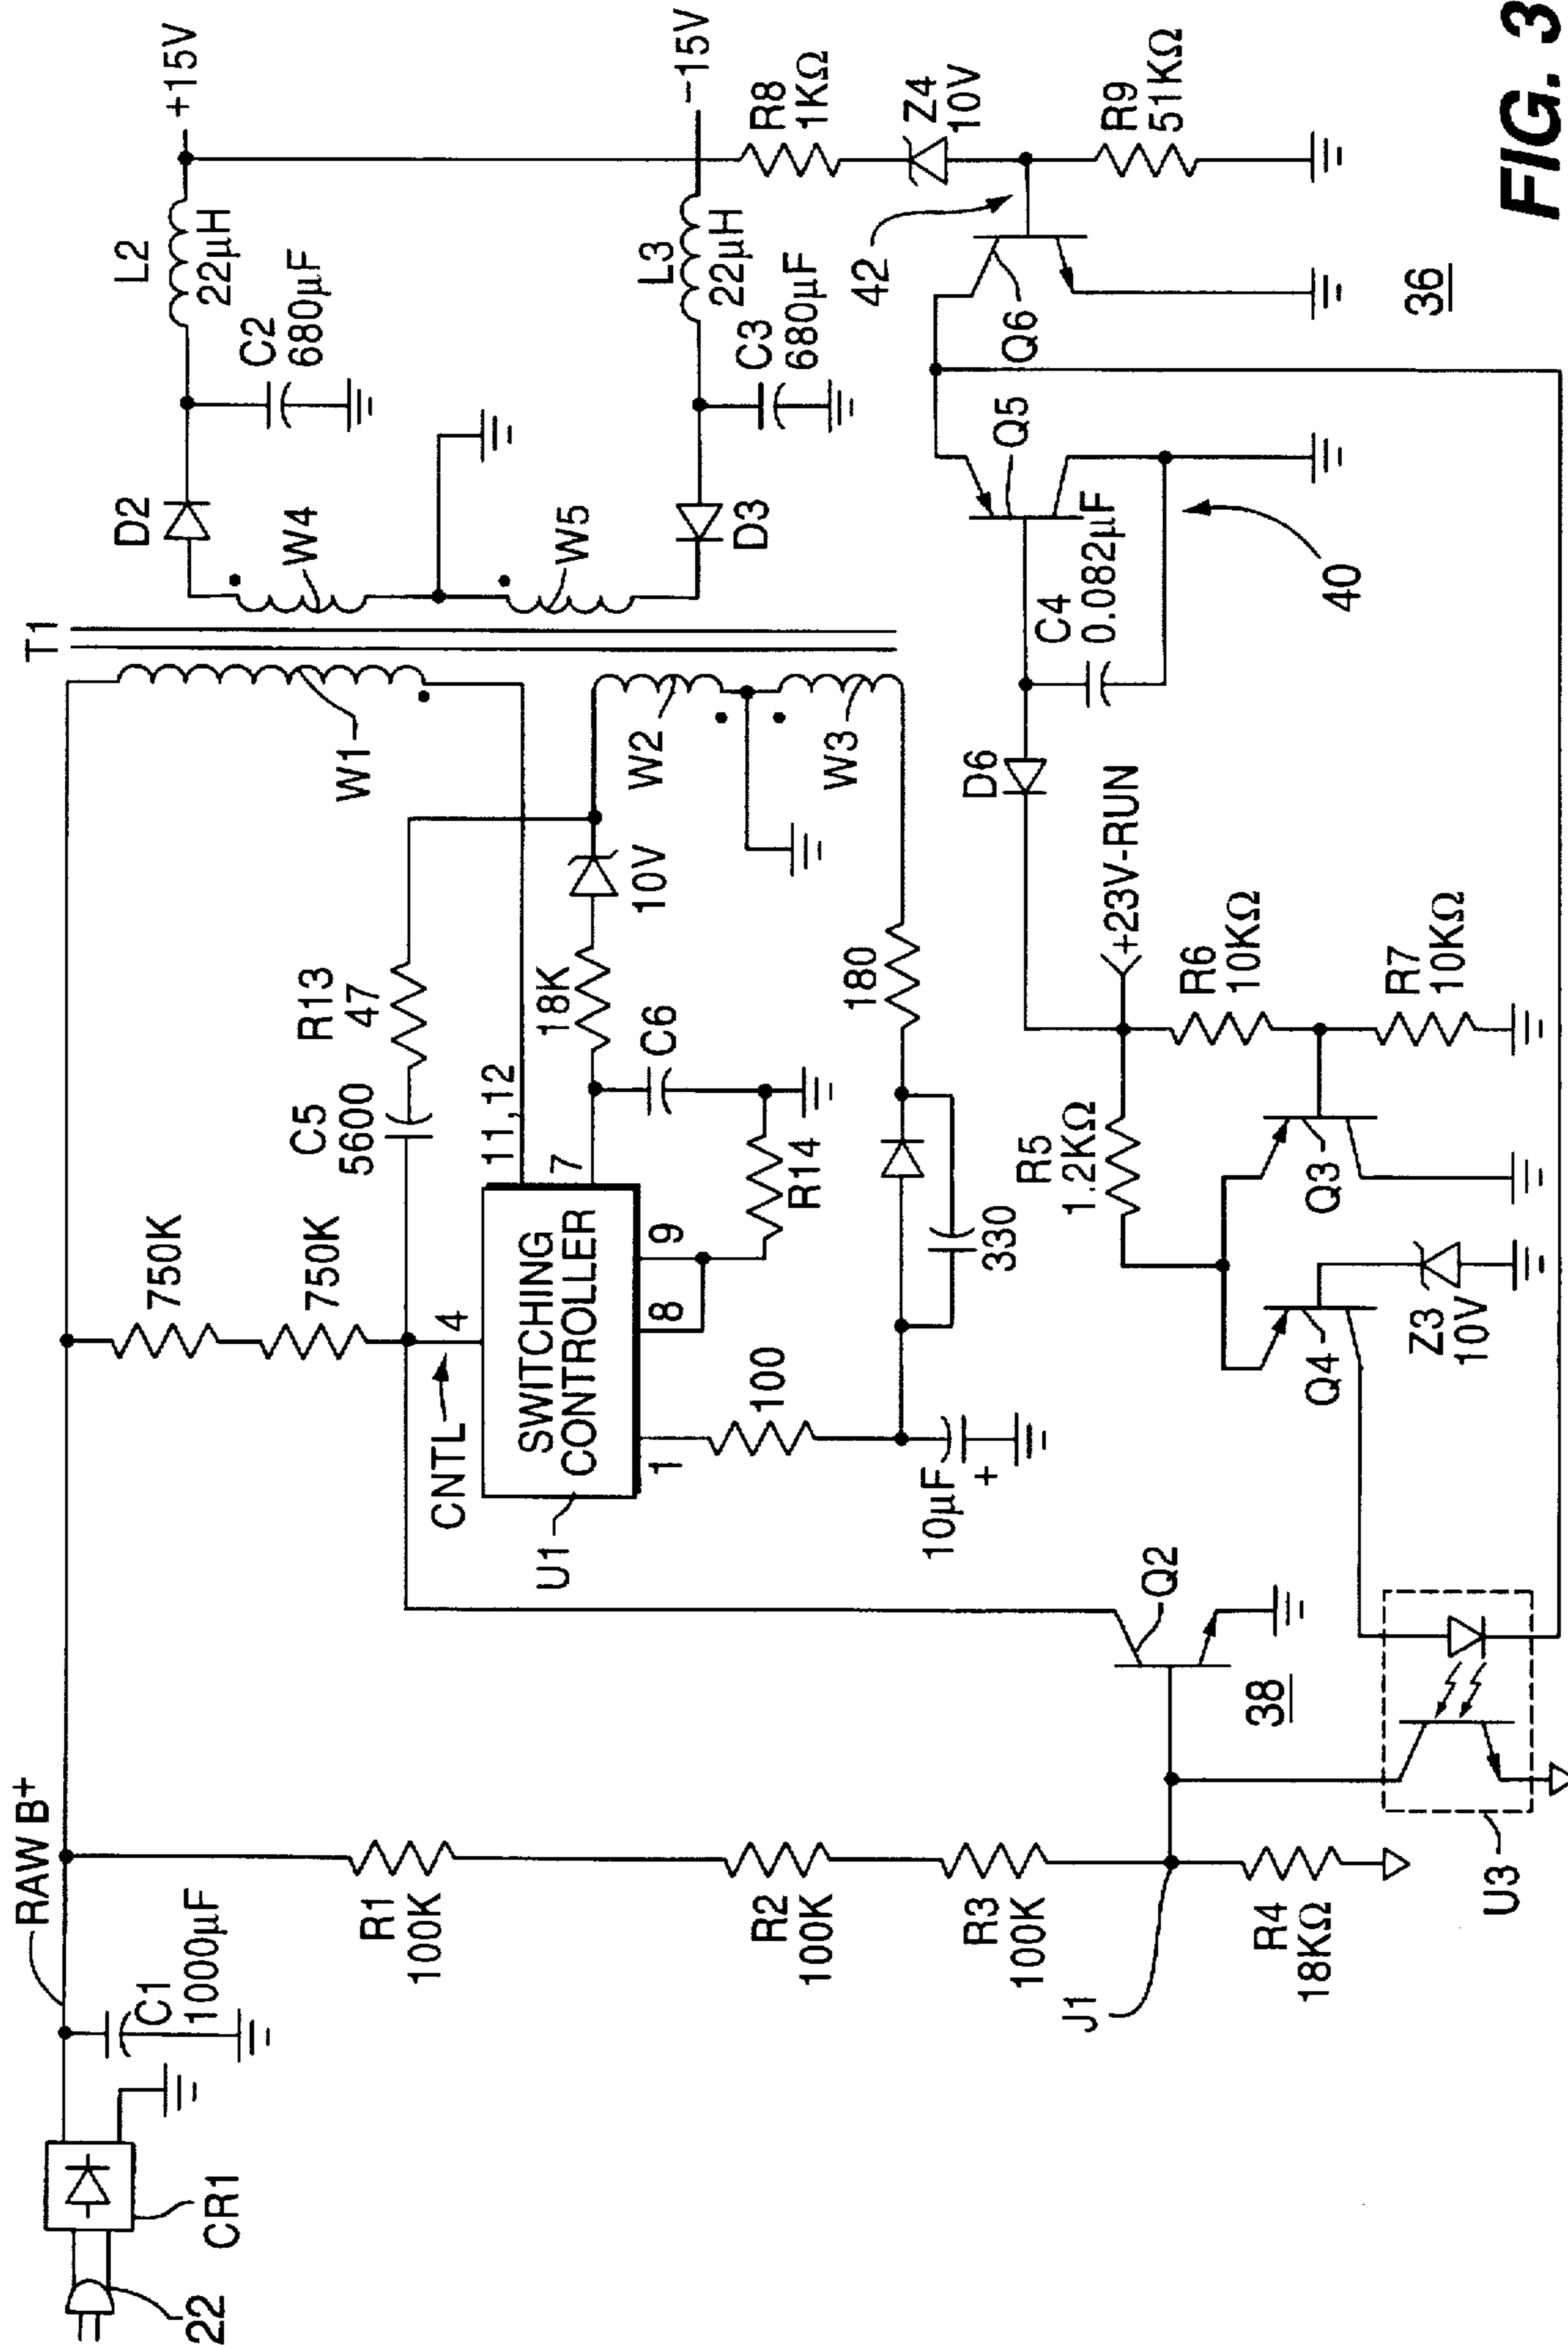 FIG. 3
36
38
22
CR1
C1
1000μF
RAW B+
R1
100K
R2
100K
R3
100K
J1
R4
18KΩ
U3
Q2
750K
750K
C5
5600
R13
47
CNTL
4
11,12
7
SWITCHING
CONTROLLER
U1
1
8
9
18K
10V
C6
R14
100
10μF
+
330
180
W1
W2
W3
T1
W4
W5
D2
D3
C2
680μF
L2
22μH
+15V
C3
680μF
L3
22μH
-15V
R8
1KΩ
Z4
10V
R9
51KΩ
42
Q6
Q5
C4
0.082μF
40
D6
+23V-RUN
R5
1.2KΩ
R6
10KΩ
R7
10KΩ
Q3
Q4
Z3
10V